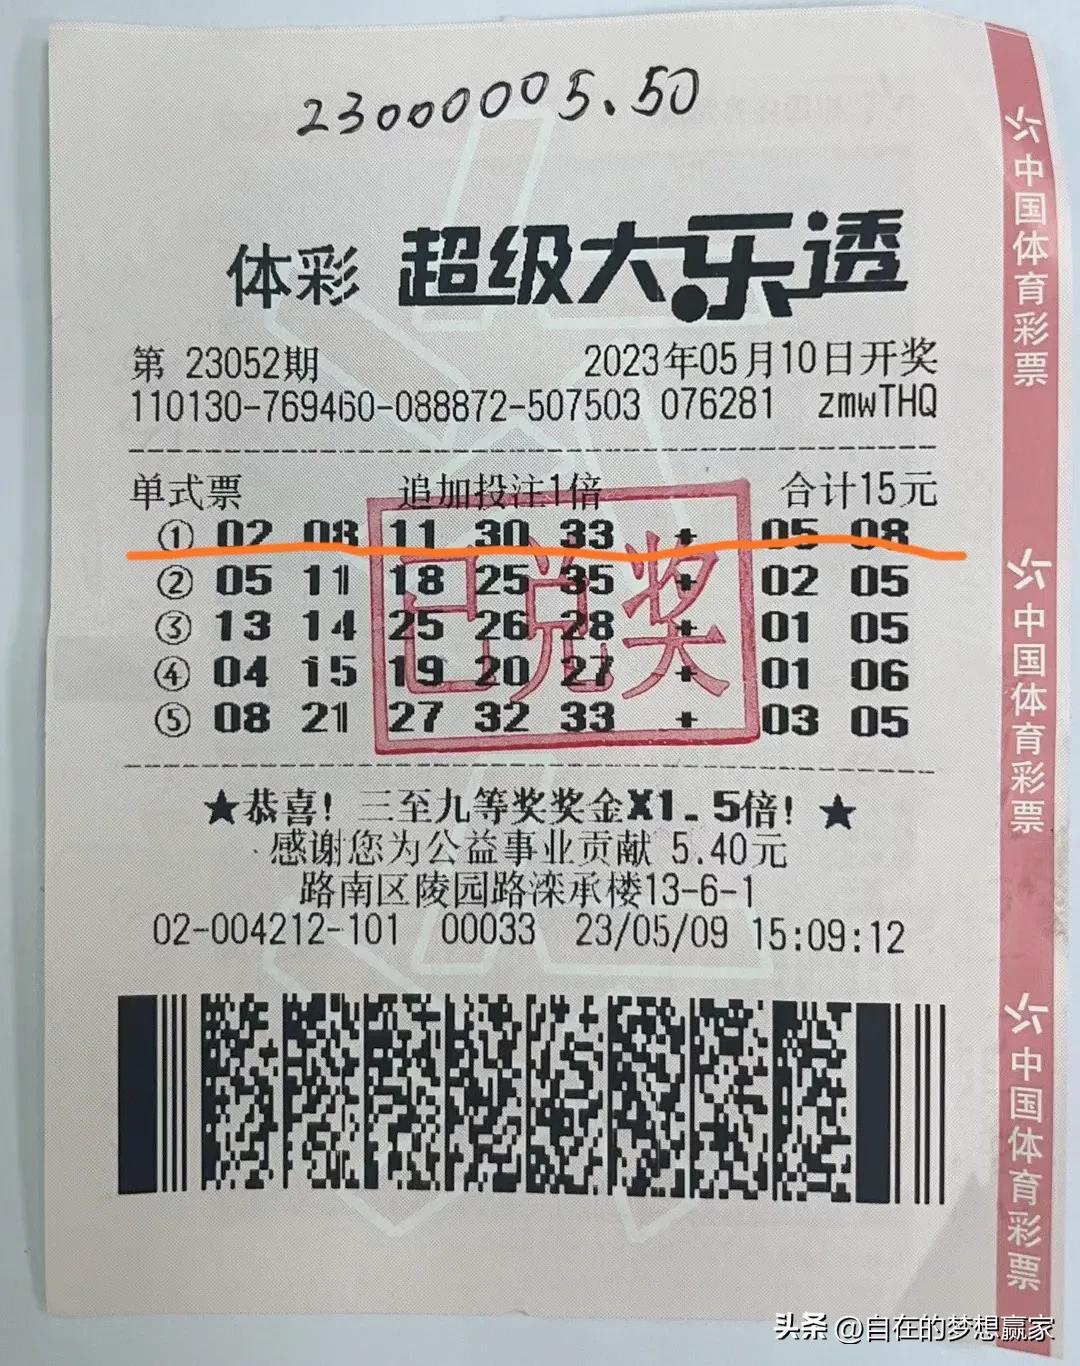 23000005.50
体彩 超级大乐透
第 23052期 2023年05月10日开奖
110130-769460-088872-507503 076281 zmwTHQ
单式票 追加投注1倍 合计15元
① 02 08 11 30 33 + 05 08
② 05 11 18 25 35 + 02 05
③ 13 14 25 26 28 + 01 05
④ 04 15 19 20 27 + 01 06
⑤ 08 21 27 32 33 + 03 05
已兑奖
★恭喜! 三至九等奖奖金X1.5倍! ★
感谢您为公益事业贡献 5.40元
路南区陵园路滦承楼13-6-1
02-004212-101 00033 23/05/09 15:09:12
中国体育彩票
中国体育彩票
中国体育彩票
头条 @自在的梦想赢家